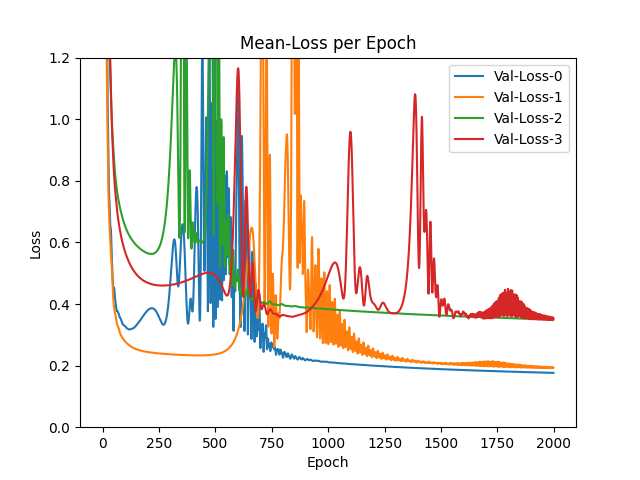 Mean-Loss per Epoch
Val-Loss-0
Val-Loss-1
Val-Loss-2
Val-Loss-3
Loss
1.2
1.0
0.8
0.6
0.4
0.2
0.0
0 250 500 750 1000 1250 1500 1750 2000
Epoch